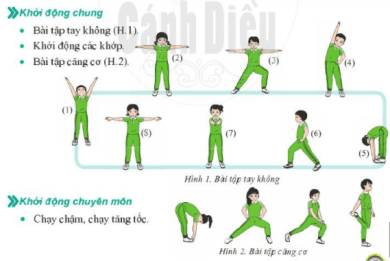 Cánh Diều
Khởi động chung
Bài tập tay không (H.1).
Khởi động các khớp.
Bài tập căng cơ (H.2).
(1)
(2)
(3)
(4)
(8)
(7)
(6)
(5)
Hình 1. Bài tập tay không
Khởi động chuyên môn
Chạy chậm, chạy tăng tốc.
Hình 2. Bài tập căng cơ